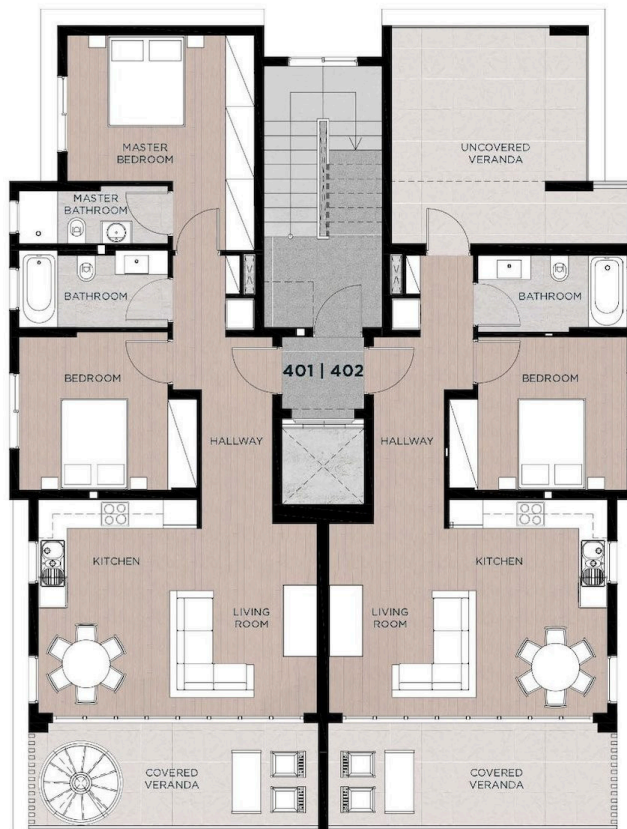 MASTER
BEDROOM
UNCOVERED
VERANDA
MASTER
BATHROOM
BATHROOM
BATHROOM
401 | 402
BEDROOM
BEDROOM
HALLWAY
HALLWAY
KITCHEN
KITCHEN
LIVING
ROOM
LIVING
ROOM
COVERED
VERANDA
COVERED
VERANDA